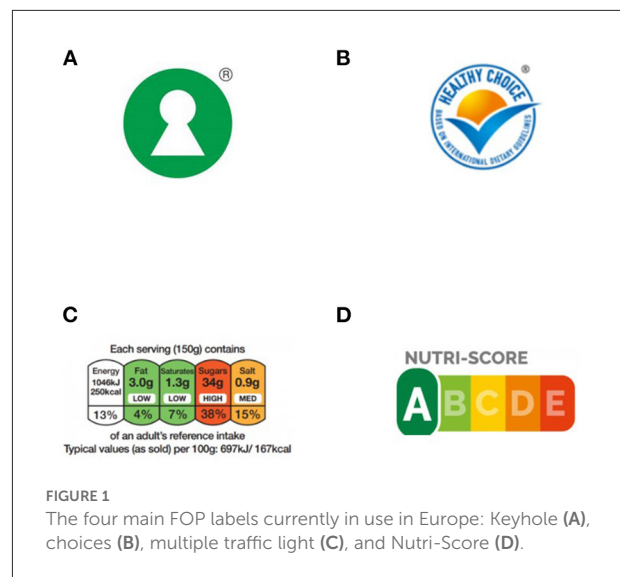 A
®
B
HEALTHY CHOICE
®
BASED ON INTERNATIONAL DIETARY GUIDELINES
C
Each serving (150g) contains
Energy Fat Saturates Sugars Salt
1046kJ 3.0g 1.3g 34g 0.9g
250kcal LOW LOW HIGH MED
13% 4% 7% 38% 15%
of an adult's reference intake
Typical values (as sold) per 100g: 697kJ/ 167kcal
D
NUTRI-SCORE
A B C D E
FIGURE 1
The four main FOP labels currently in use in Europe: Keyhole (A),
choices (B), multiple traffic light (C), and Nutri-Score (D).